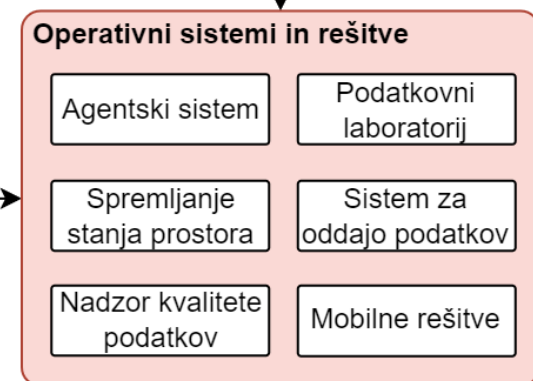 Operativni sistemi in rešitve
Agentski sistem
Podatkovni
laboratorij
Spremljanje
stanja prostora
Sistem za
oddajo podatkov
Nadzor kvalitete
podatkov
Mobilne rešitve